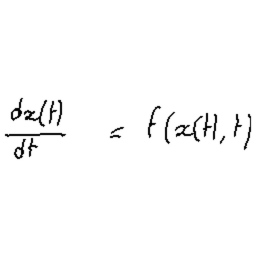 dx(t)/dt = f(x(t), t)